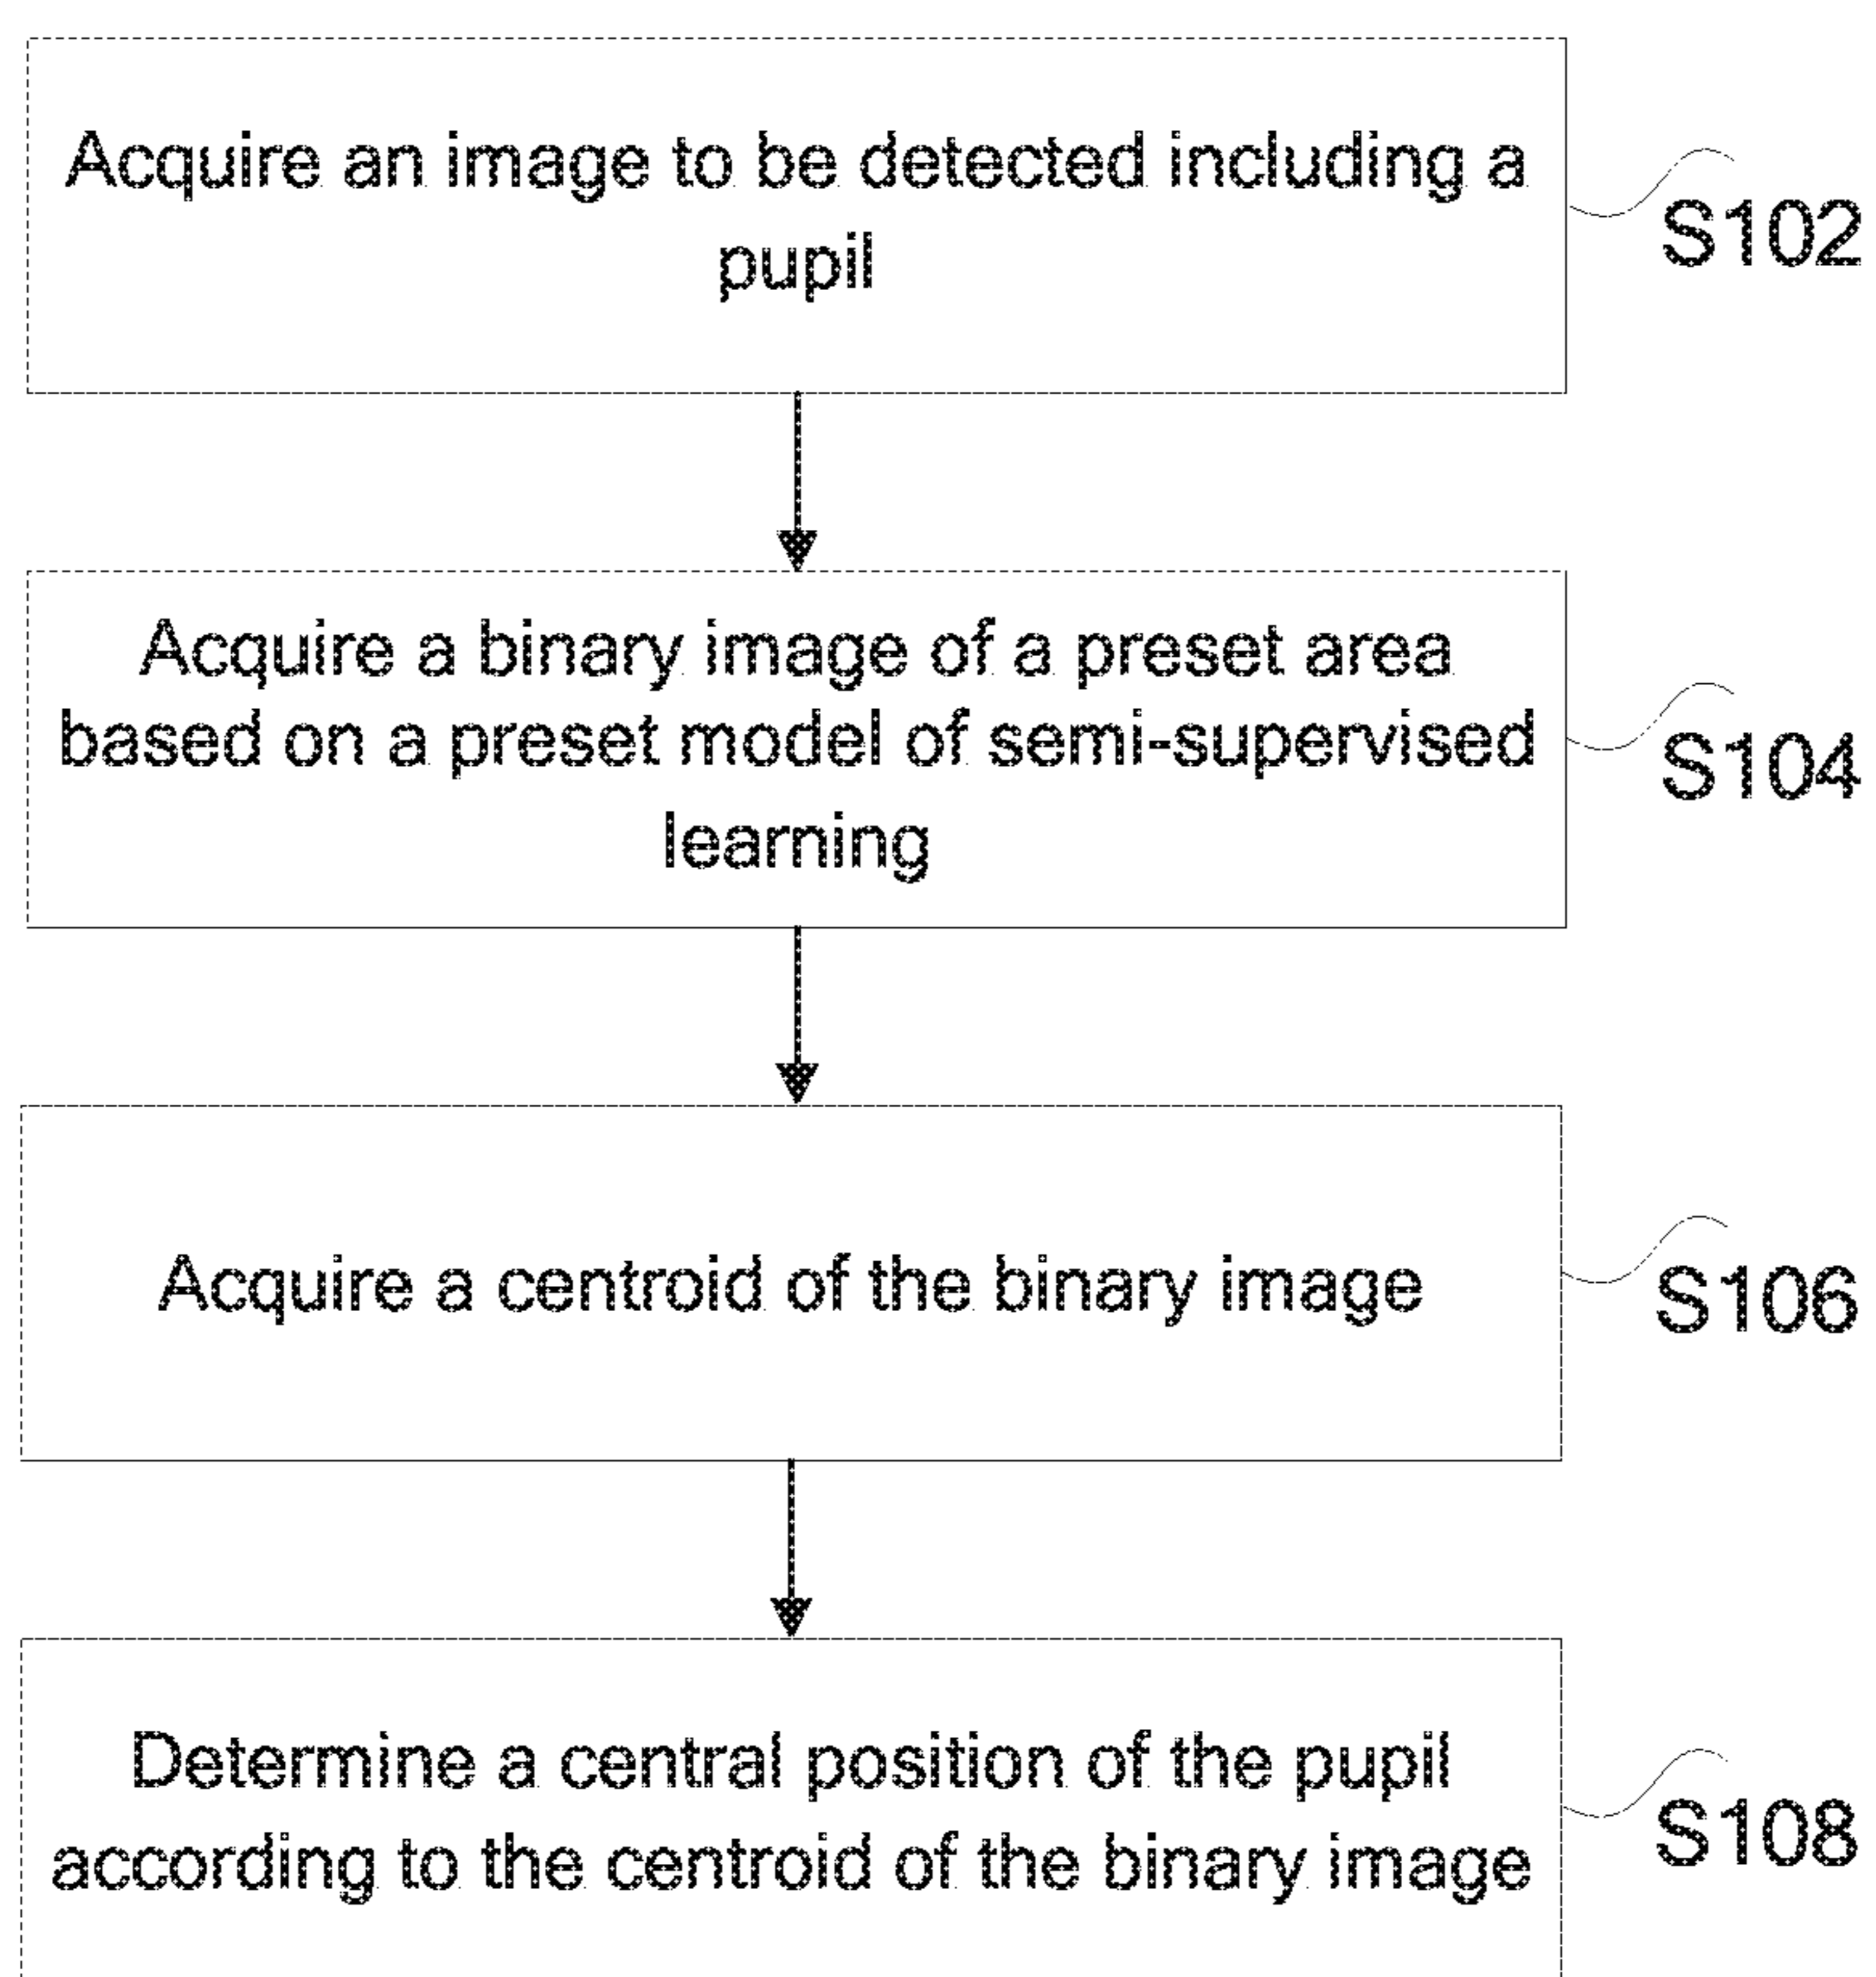 Acquire an image to be detected including a
pupil
S102
Acquire a binary image of a preset area
based on a preset model of semi-supervised
learning
S104
Acquire a centroid of the binary image
S106
Determine a central position of the pupil
according to the centroid of the binary image
S108